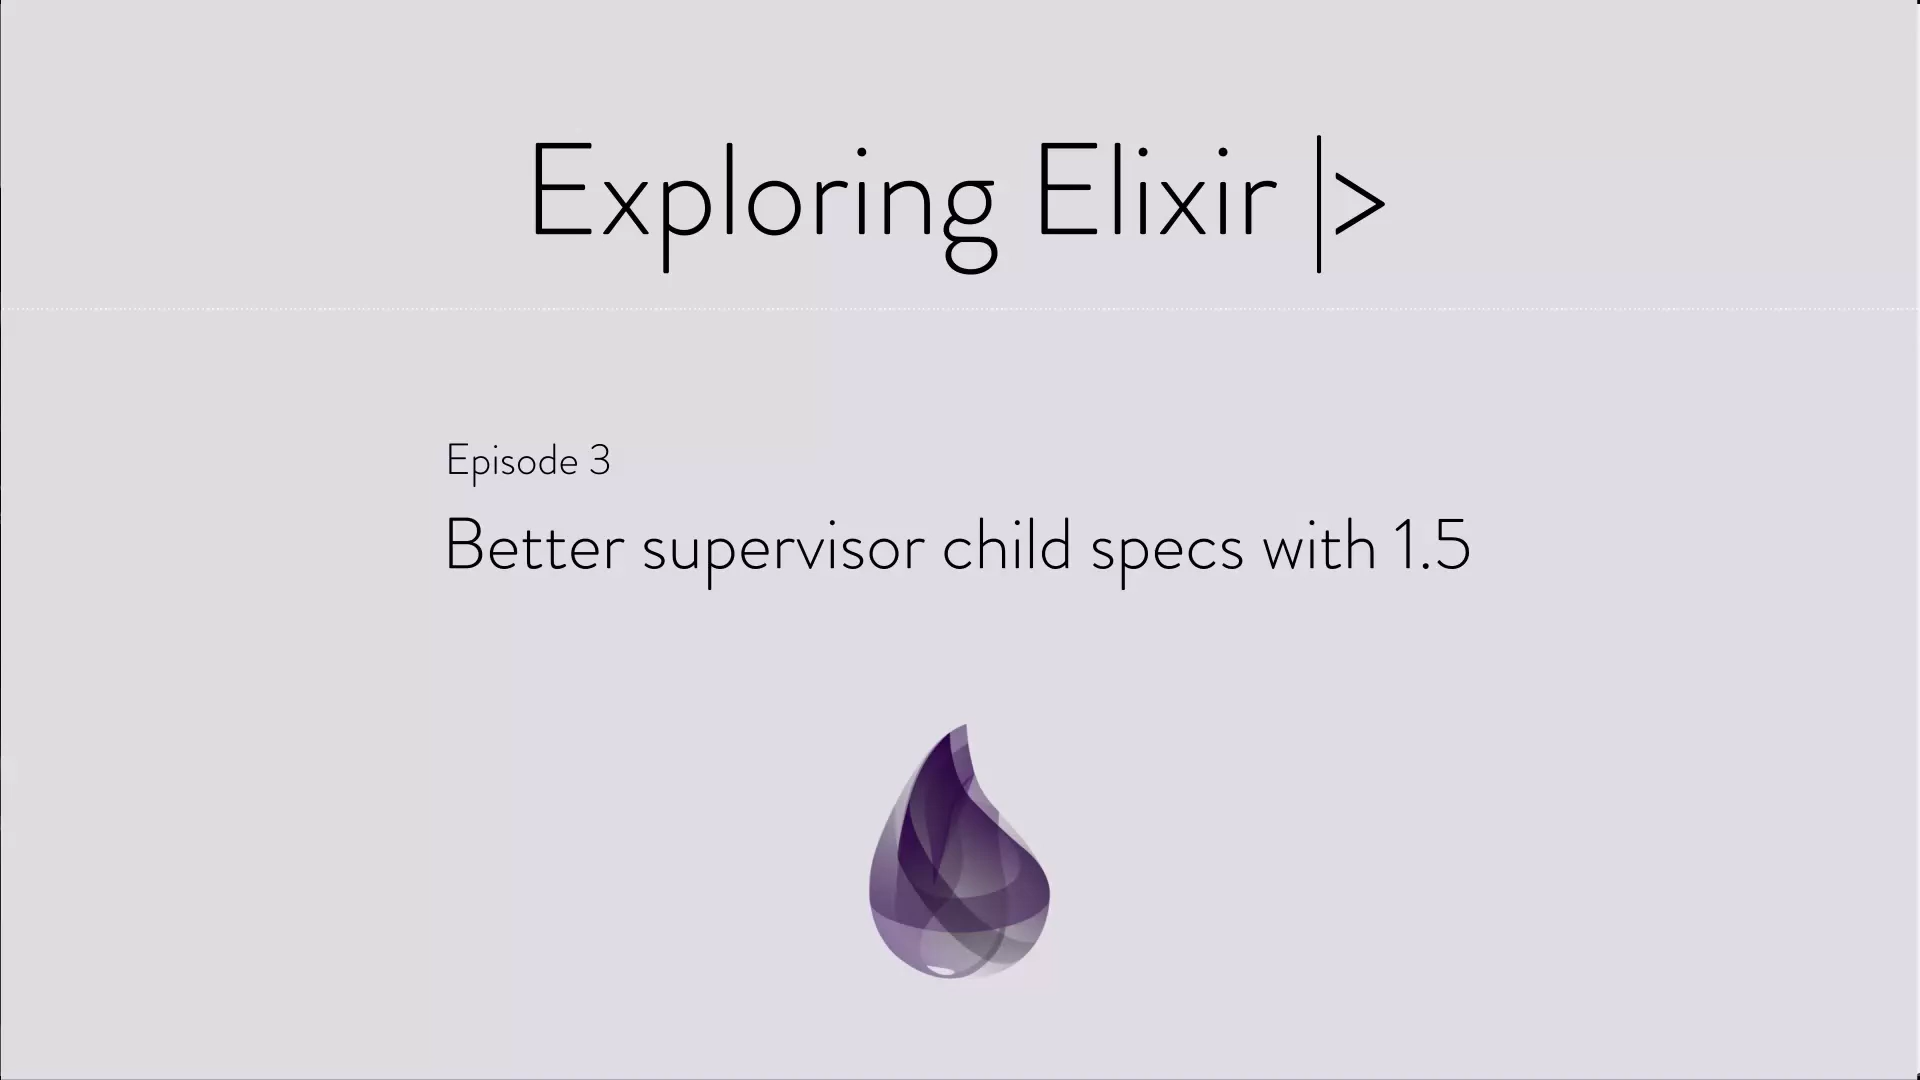 Exploring Elixir |>
Episode 3
Better supervisor child specs with 1.5